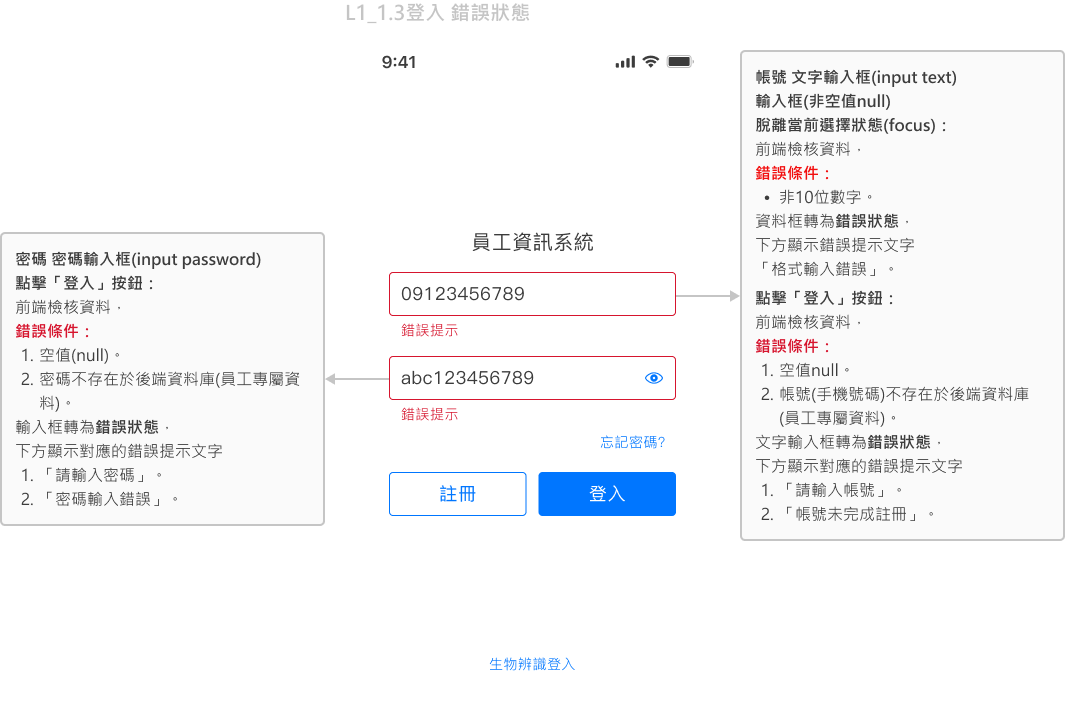 L1_1.3登入 錯誤狀態
9:41
員工資訊系統
09123456789
錯誤提示
abc123456789
錯誤提示
忘記密碼?
註冊
登入
生物辨識登入
密碼 密碼輸入框(input password)
點擊「登入」按鈕：
前端檢核資料，
錯誤條件：
1. 空值(null)。
2. 密碼不存在於後端資料庫(員工專屬資
料)。
輸入框轉為錯誤狀態，
下方顯示對應的錯誤提示文字
1. 「請輸入密碼」。
2. 「密碼輸入錯誤」。
帳號 文字輸入框(input text)
輸入框(非空值null)
脫離當前選擇狀態(focus)：
前端檢核資料，
錯誤條件：
• 非10位數字。
資料框轉為錯誤狀態，
下方顯示錯誤提示文字
「格式輸入錯誤」。
點擊「登入」按鈕：
前端檢核資料，
錯誤條件：
1. 空值null。
2. 帳號(手機號碼)不存在於後端資料庫
(員工專屬資料)。
文字輸入框轉為錯誤狀態，
下方顯示對應的錯誤提示文字
1. 「請輸入帳號」。
2. 「帳號未完成註冊」。